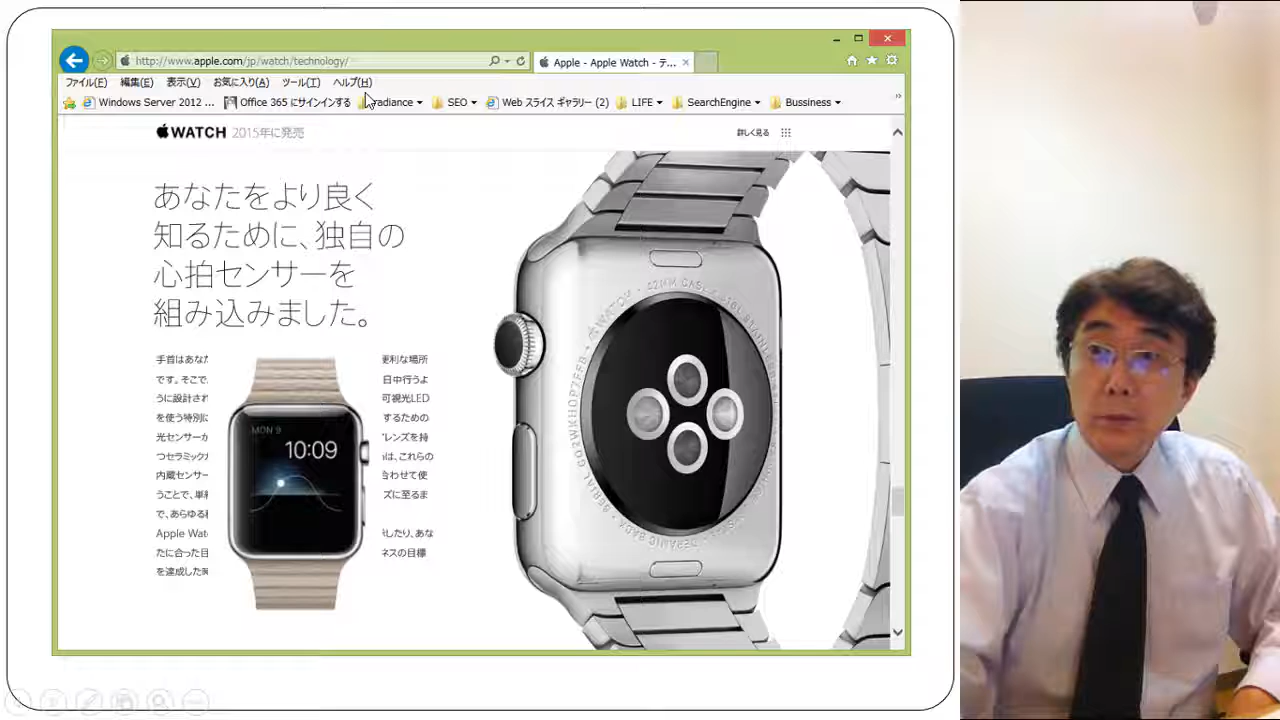 http://www.apple.com/jp/watch/technology/
Apple - Apple Watch - テ...
ファイル(F) 編集(E) 表示(V) お気に入り(A) ツール(T) ヘルプ(H)
Windows Server 2012 ... Office 365 にサインインする radiance SEO Web スライス ギャラリー (2) LIFE SearchEngine Bussiness
WATCH 2015年に発売 詳しく見る
あなたをより良く
知るために、独自の
心拍センサーを
組み込みました。
手首はあなた 便利な場所
です。そこで、 日中行うよ
うに設計され 可視光LED
を使う特別に するための
光センサーが レンズを持
つセラミックカ は、これらの
内蔵センサー 合わせて使
うことで、単純 ズに至るま
で、あらゆる種
Apple Wat したり、あな
たに合った目 ネスの目標
を達成した時
MON 9
10:09